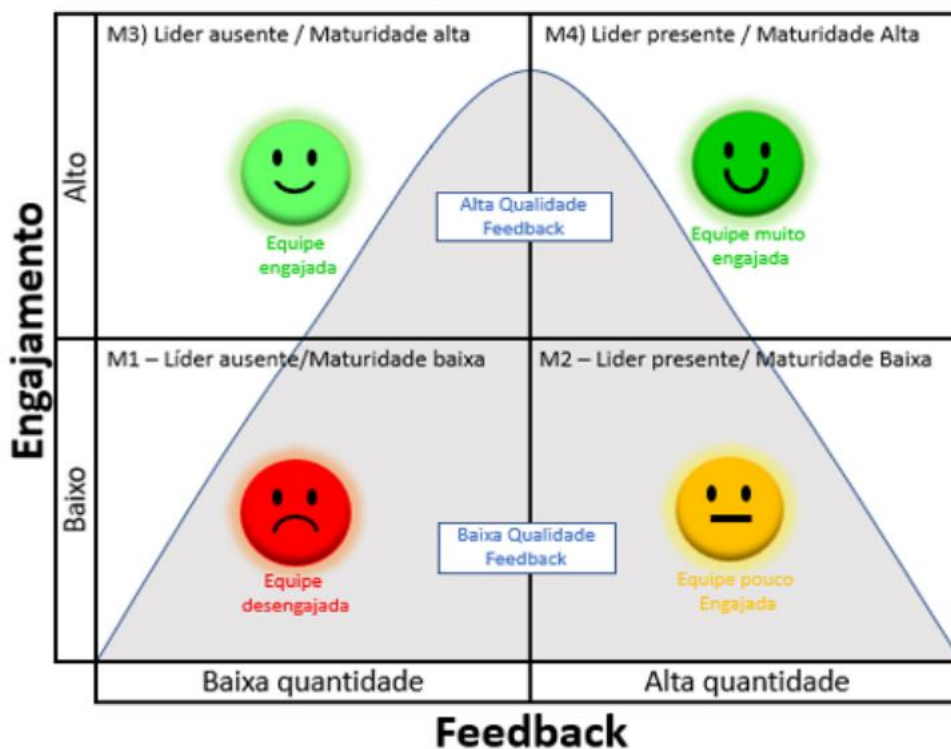 M3) Lider ausente / Maturidade alta
M4) Lider presente / Maturidade Alta
Engajamento
Alto
Equipe
engajada
Alta Qualidade
Feedback
Equipe muito
engajada
M1 – Líder ausente/Maturidade baixa
M2 – Lider presente/ Maturidade Baixa
Baixo
Equipe
desengajada
Baixa Qualidade
Feedback
Equipe pouco
Engajada
Baixa quantidade
Alta quantidade
Feedback